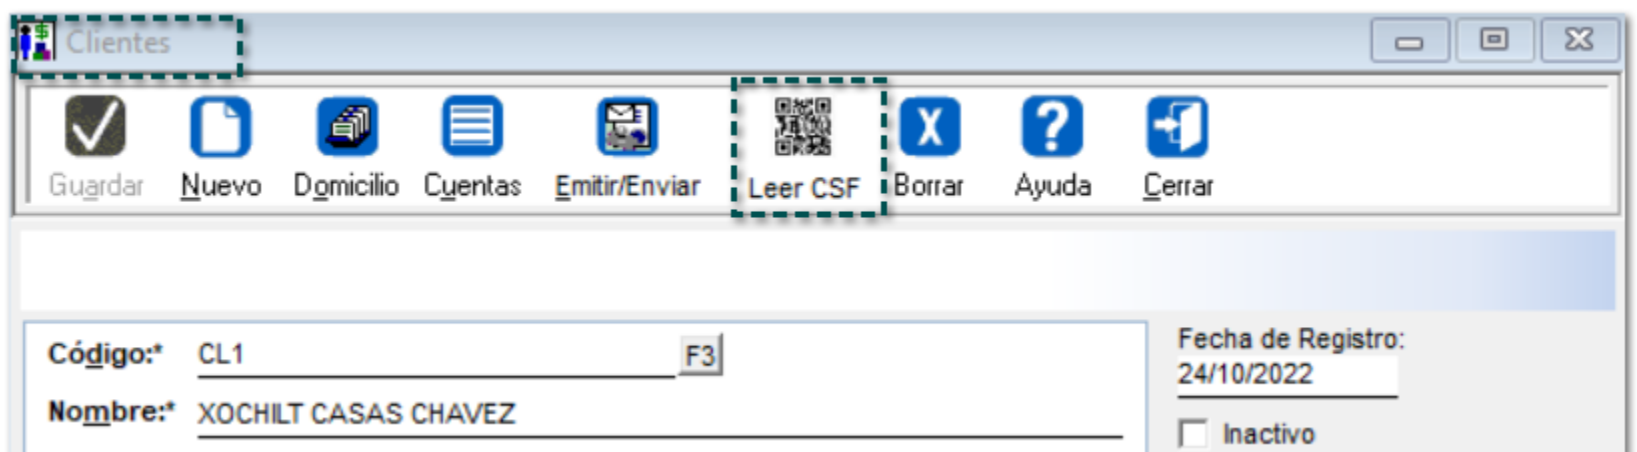 Clientes
Guardar Nuevo Domicilio Cuentas Emitir/Enviar Leer CSF Borrar Ayuda Cerrar
Código:* CL1 F3
Fecha de Registro:
24/10/2022
Nombre:* XOCHILT CASAS CHAVEZ
Inactivo